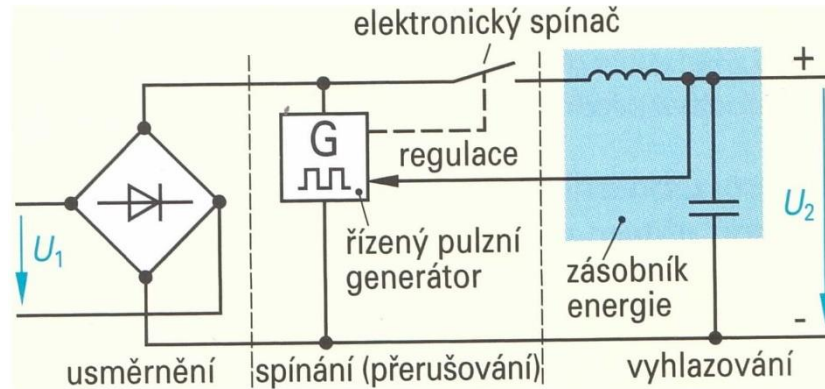 elektronický spínač
+
G
regulace
U1
řízený pulzní
generátor
zásobník
energie
U2
-
usměrnění
spínání (přerušování)
vyhlazování